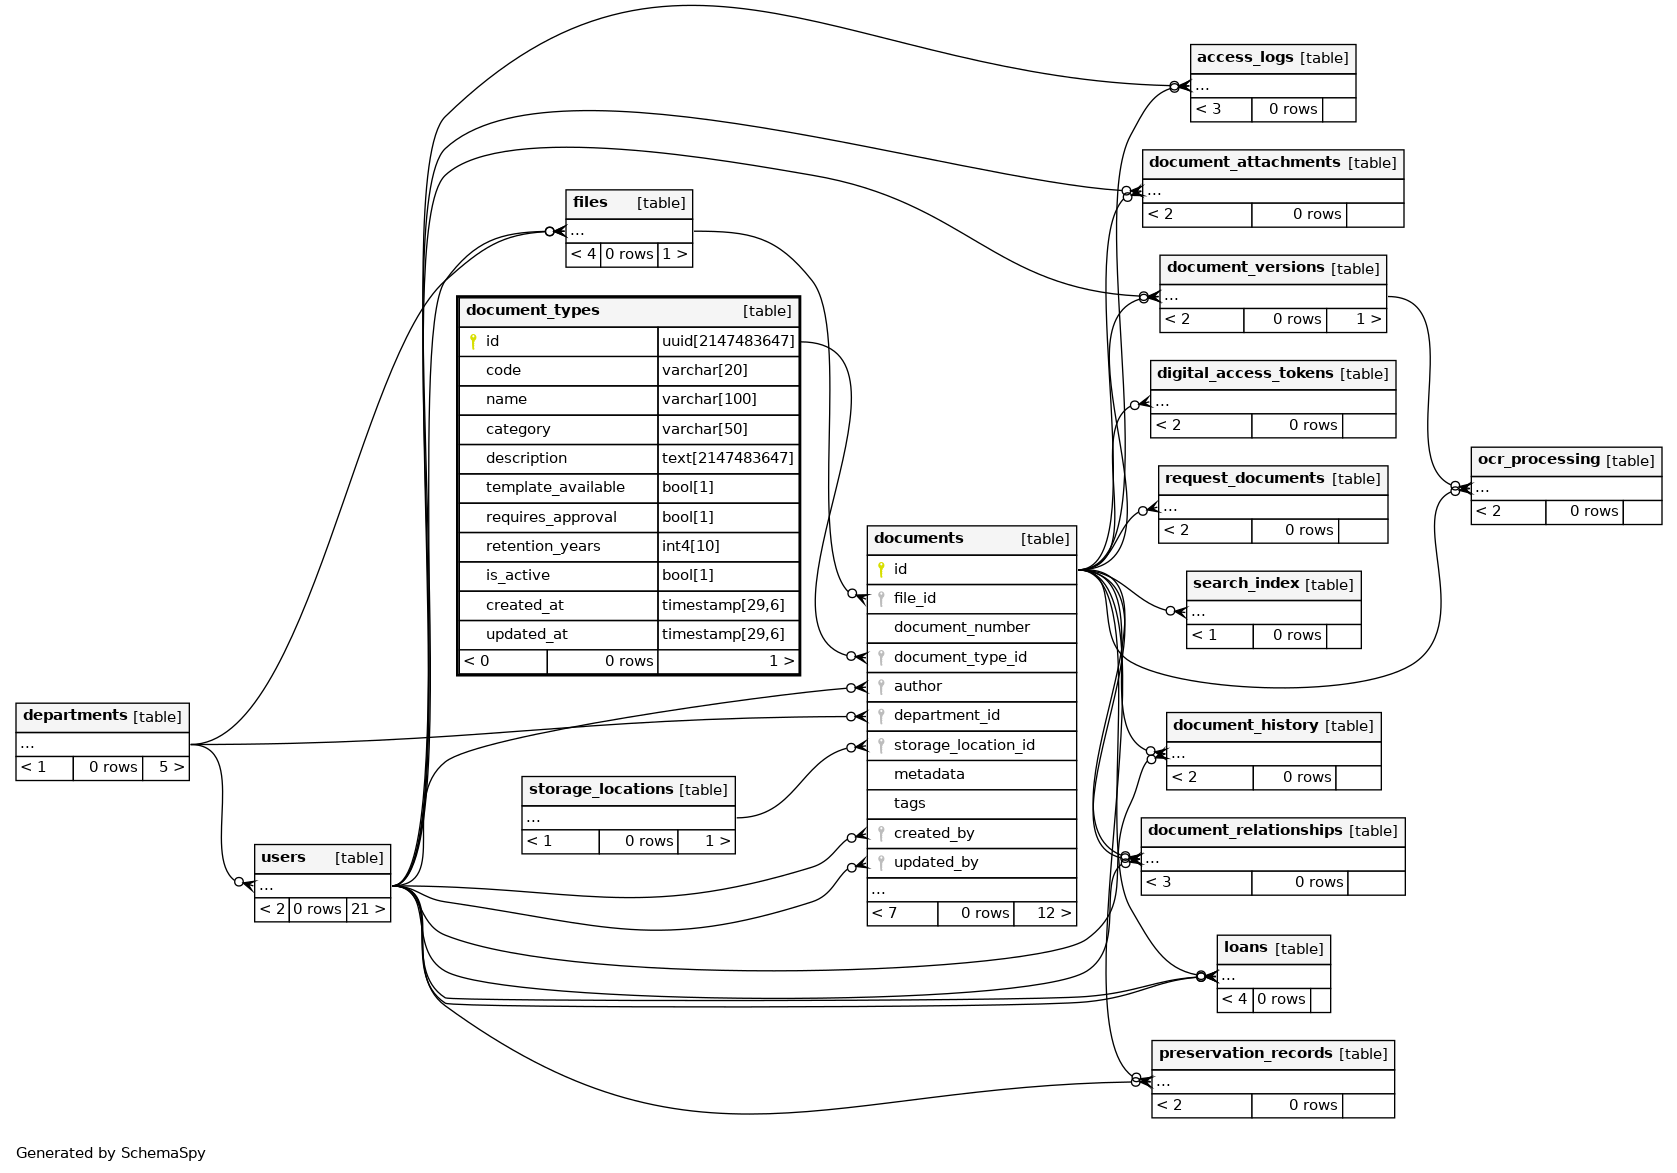 access_logs [table]
...
< 3 0 rows
document_attachments [table]
...
< 2 0 rows
files [table]
...
< 4 0 rows 1 >
document_versions [table]
...
< 2 0 rows 1 >
document_types [table]
id uuid[2147483647]
code varchar[20]
name varchar[100]
category varchar[50]
description text[2147483647]
template_available bool[1]
requires_approval bool[1]
retention_years int4[10]
is_active bool[1]
created_at timestamp[29,6]
updated_at timestamp[29,6]
< 0 0 rows 1 >
digital_access_tokens [table]
...
< 2 0 rows
ocr_processing [table]
...
< 2 0 rows
request_documents [table]
...
< 2 0 rows
documents [table]
id
file_id
document_number
document_type_id
author
department_id
storage_location_id
metadata
tags
created_by
updated_by
...
< 7 0 rows 12 >
search_index [table]
...
< 1 0 rows
departments [table]
...
< 1 0 rows 5 >
document_history [table]
...
< 2 0 rows
storage_locations [table]
...
< 1 0 rows 1 >
document_relationships [table]
...
< 3 0 rows
users [table]
...
< 2 0 rows 21 >
loans [table]
...
< 4 0 rows
preservation_records [table]
...
< 2 0 rows
Generated by SchemaSpy